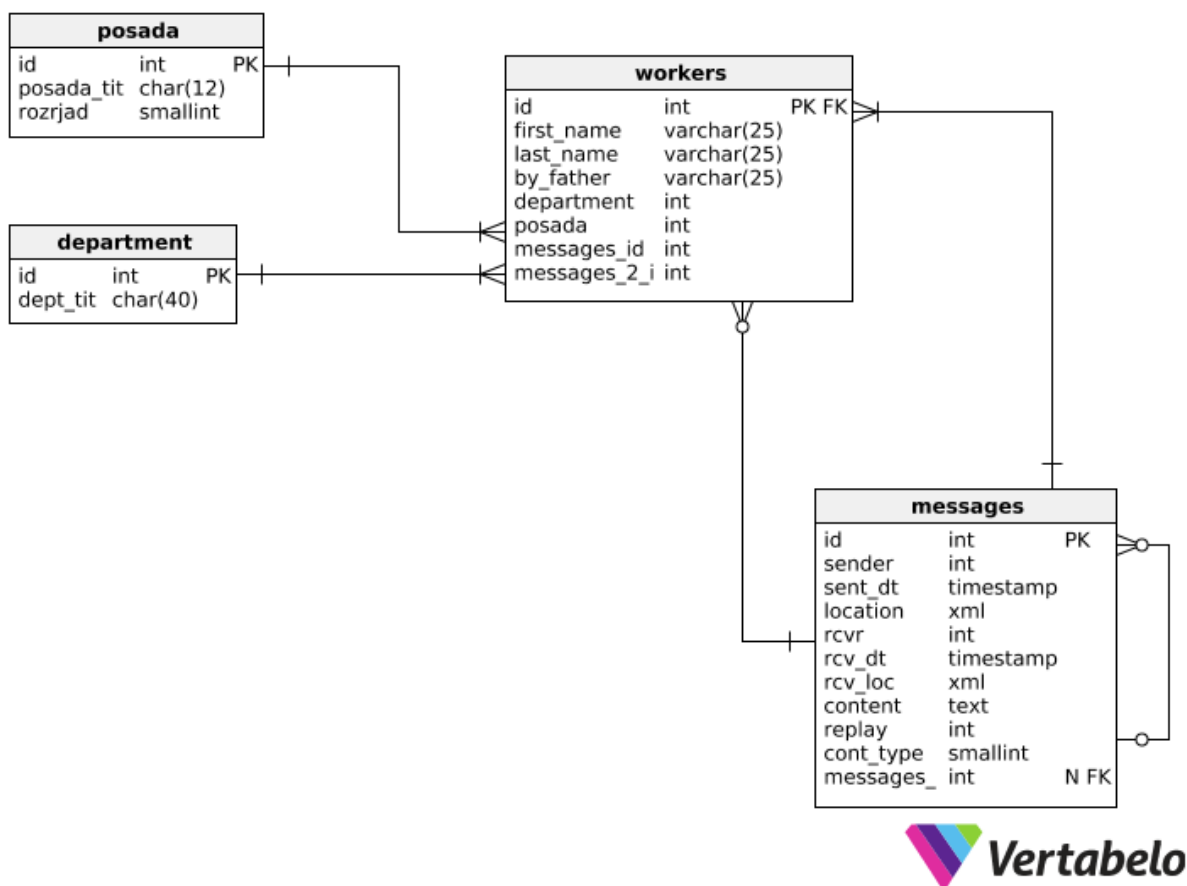 posada
id int PK
posada_tit char(12)
rozrjad smallint
department
id int PK
dept_tit char(40)
workers
id int PK FK
first_name varchar(25)
last_name varchar(25)
by_father varchar(25)
department int
posada int
messages_id int
messages_2_i int
messages
id int PK
sender int
sent_dt timestamp
location xml
rcvr int
rcv_dt timestamp
rcv_loc xml
content text
replay int
cont_type smallint
messages_ int N FK
Vertabelo